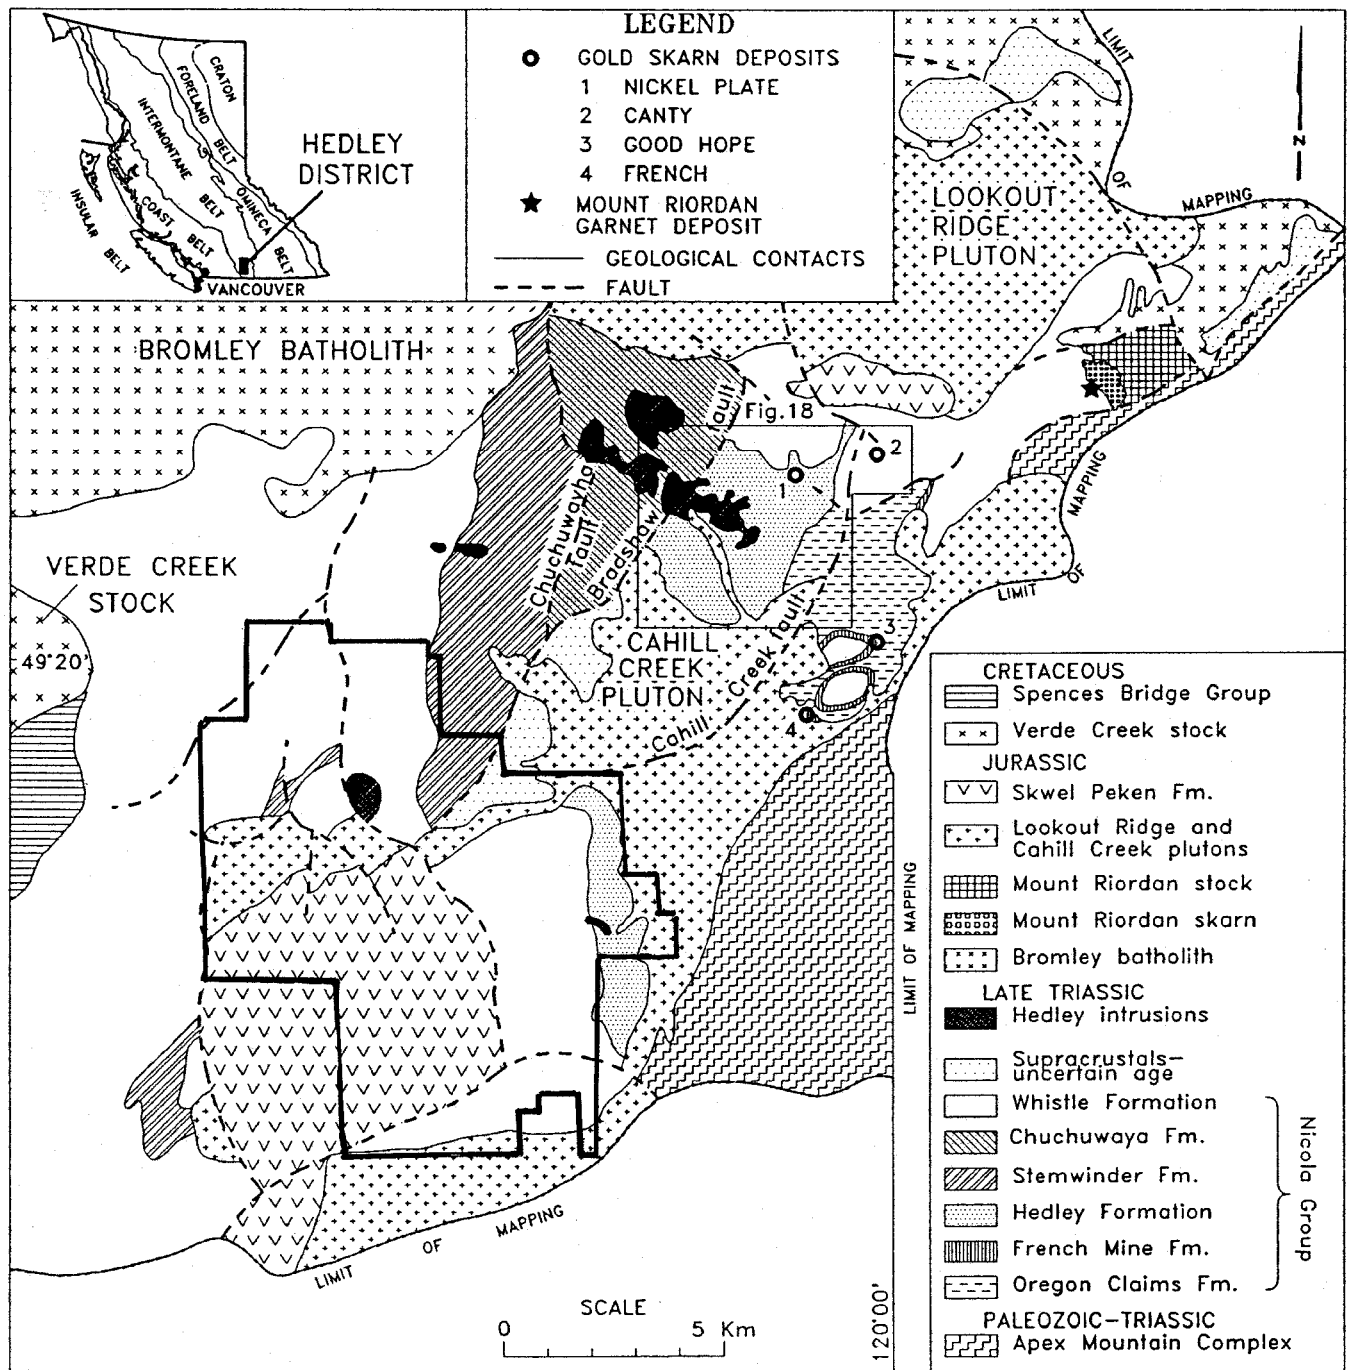 CRATON
FORELAND BELT
OMINECA BELT
INTERMONTANE BELT
COAST BELT
INSULAR BELT
VANCOUVER
HEDLEY
DISTRICT
LEGEND
GOLD SKARN DEPOSITS
1 NICKEL PLATE
2 CANTY
3 GOOD HOPE
4 FRENCH
★ MOUNT RIORDAN
GARNET DEPOSIT
GEOLOGICAL CONTACTS
FAULT
LIMIT OF MAPPING
N
LOOKOUT
RIDGE
PLUTON
BROMLEY BATHOLITH
Fig.18
fault
1
2
Chuchuwayha
fault
Bradshaw
LIMIT OF MAPPING
VERDE CREEK
STOCK
49°20'
CAHILL
CREEK
PLUTON
Cahill Creek fault
3
4
LIMIT OF MAPPING
LIMIT OF MAPPING
120°00'
SCALE
0 5 Km
CRETACEOUS
Spences Bridge Group
Verde Creek stock
JURASSIC
Skwel Peken Fm.
Lookout Ridge and
Cahill Creek plutons
Mount Riordan stock
Mount Riordan skarn
Bromley batholith
LATE TRIASSIC
Hedley intrusions
Supracrustals-
uncertain age
Whistle Formation
Chuchuwaya Fm.
Stemwinder Fm.
Hedley Formation
French Mine Fm.
Oregon Claims Fm.
Nicola Group
PALEOZOIC-TRIASSIC
Apex Mountain Complex